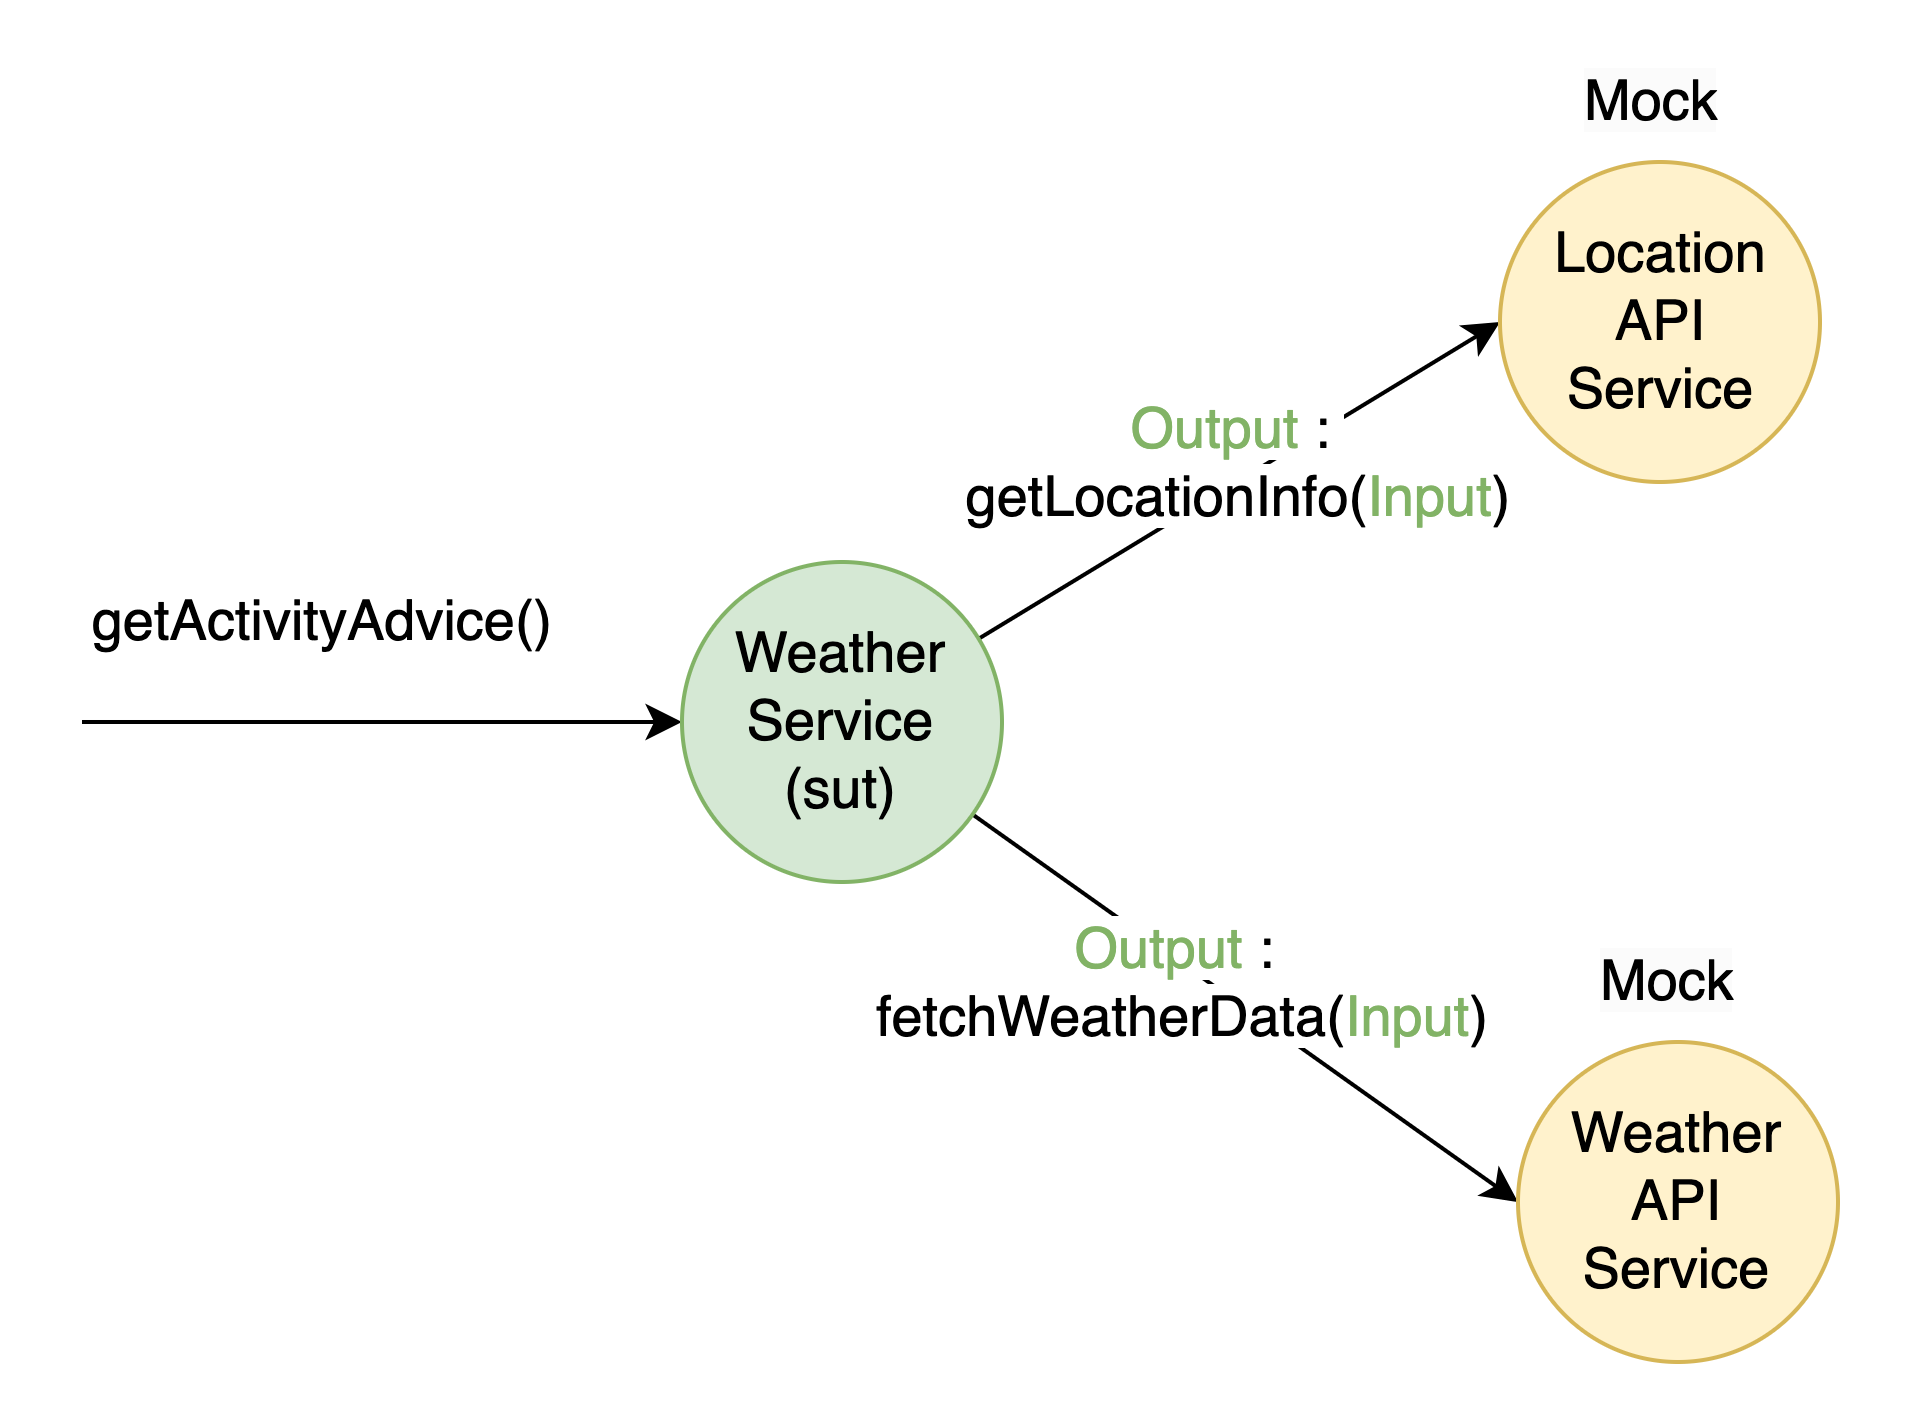 Mock
Location
API
Service
Output :
getLocationInfo(Input)
getActivityAdvice()
Weather
Service
(sut)
Output :
fetchWeatherData(Input)
Mock
Weather
API
Service